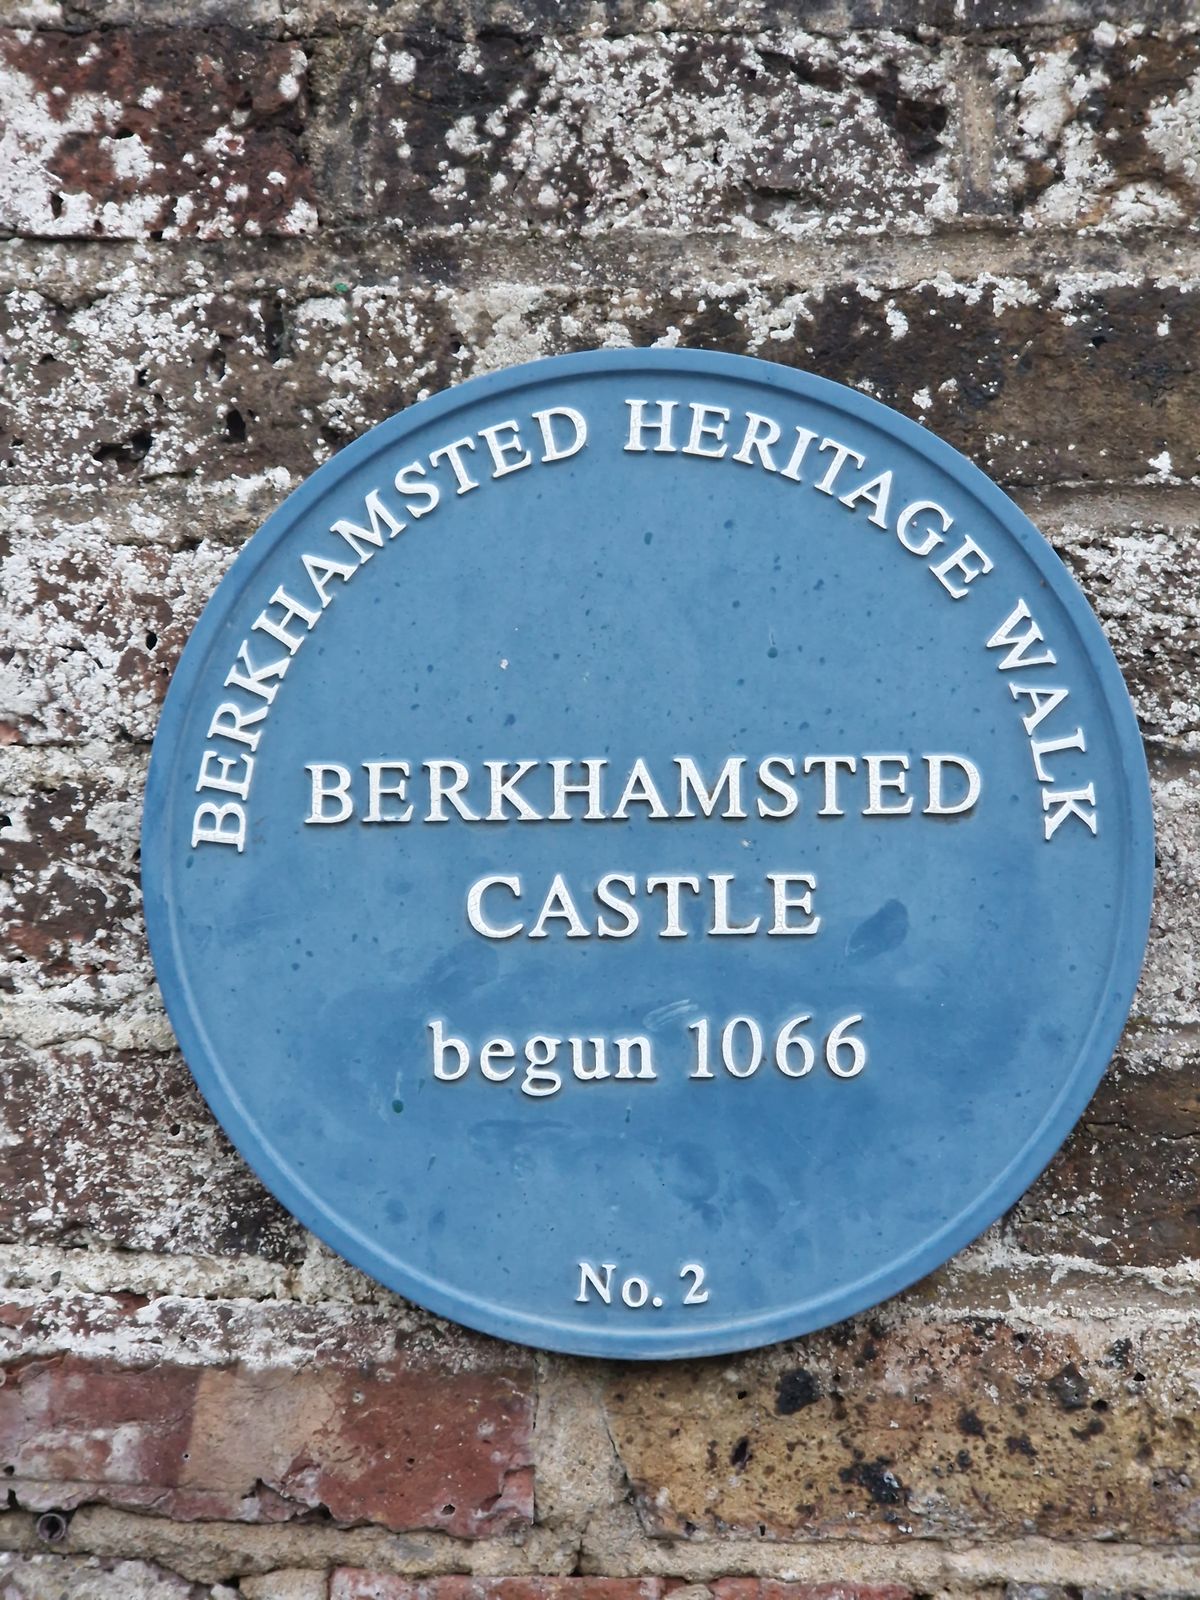 BERKHAMSTED HERITAGE WALK
BERKHAMSTED
CASTLE
begun 1066
No. 2